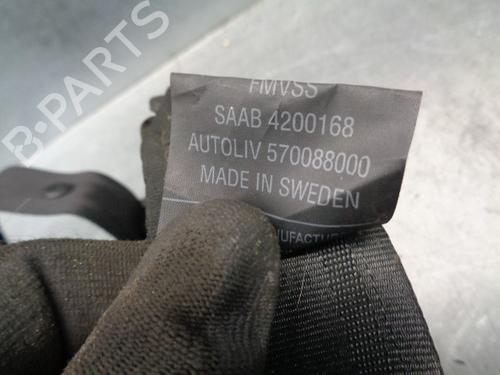 B-PARTS
FMVSS
SAAB 4200168
AUTOLIV 570088000
MADE IN SWEDEN